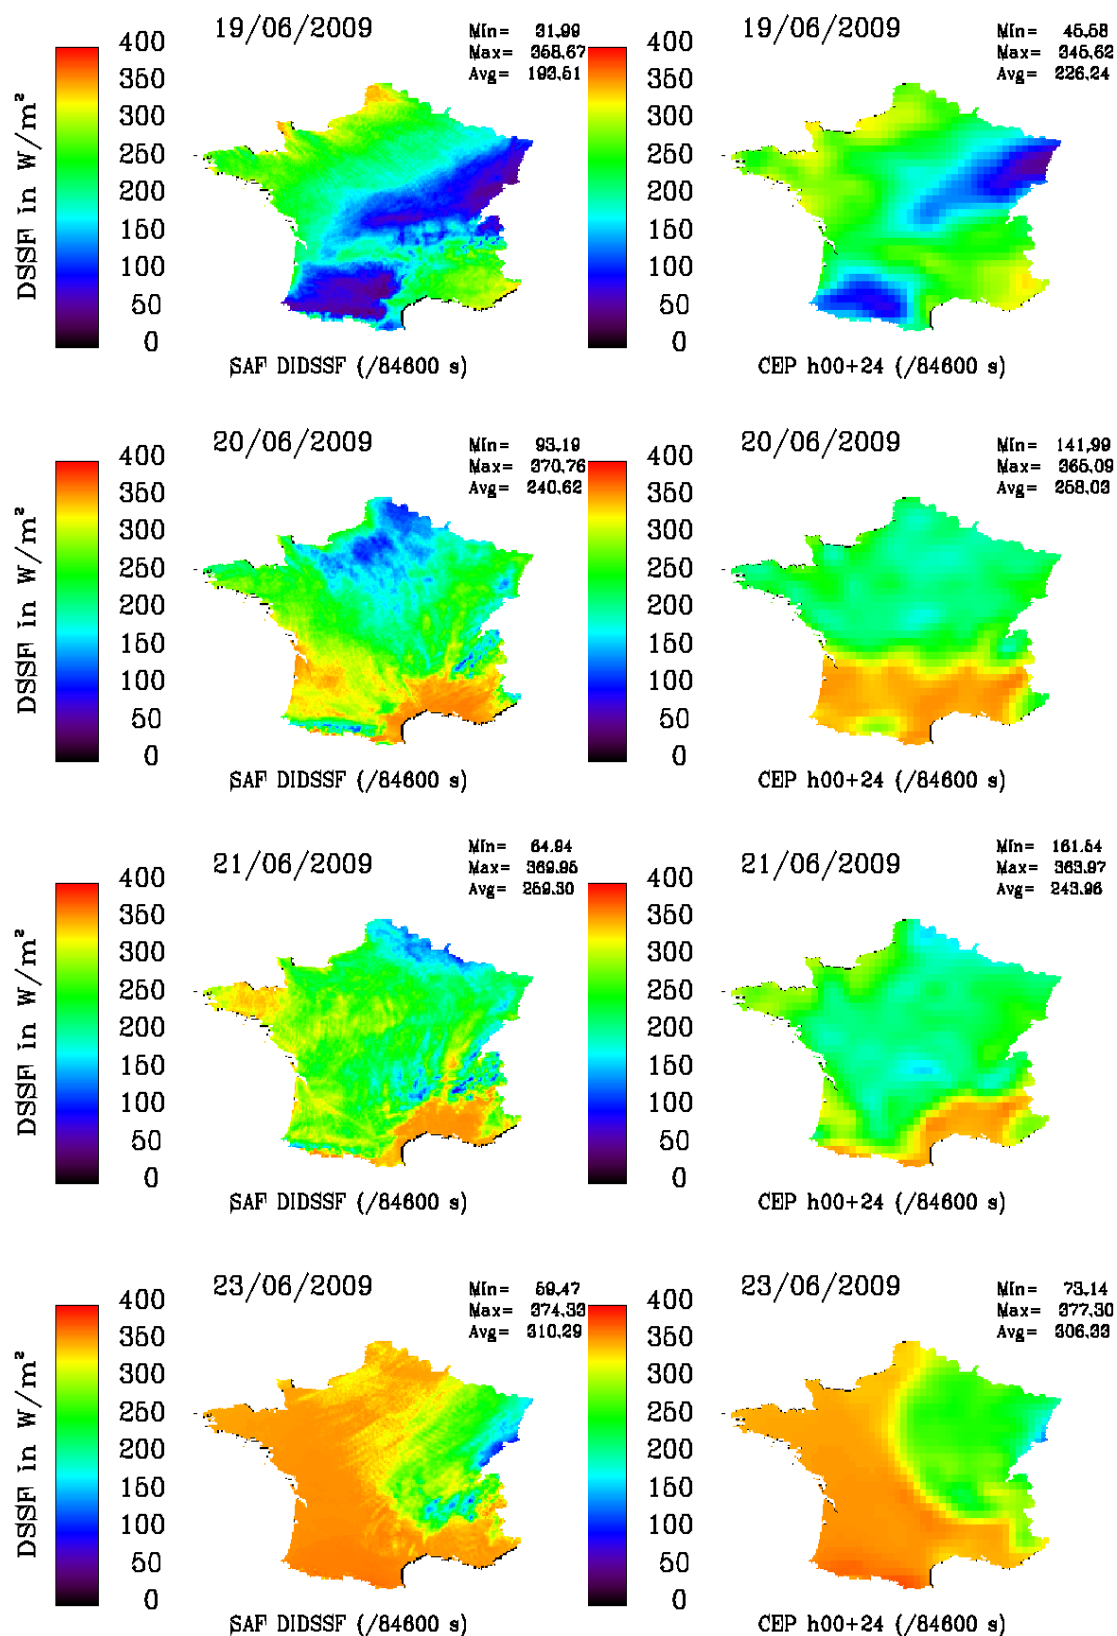 19/06/2009
Min= 31.99
Max= 358.67
Avg= 193.51
400
350
300
250
200
150
100
50
0
DSSF in W/m²
SAF DIDSSF (/84600 s)
19/06/2009
Min= 45.58
Max= 345.62
Avg= 226.24
400
350
300
250
200
150
100
50
0
CEP h00+24 (/84600 s)
20/06/2009
Min= 93.19
Max= 370.76
Avg= 240.62
400
350
300
250
200
150
100
50
0
DSSF in W/m²
SAF DIDSSF (/84600 s)
20/06/2009
Min= 141.99
Max= 365.09
Avg= 258.03
400
350
300
250
200
150
100
50
0
CEP h00+24 (/84600 s)
21/06/2009
Min= 64.94
Max= 369.95
Avg= 259.30
400
350
300
250
200
150
100
50
0
DSSF in W/m²
SAF DIDSSF (/84600 s)
21/06/2009
Min= 161.54
Max= 363.97
Avg= 243.96
400
350
300
250
200
150
100
50
0
CEP h00+24 (/84600 s)
23/06/2009
Min= 59.47
Max= 374.33
Avg= 310.29
400
350
300
250
200
150
100
50
0
DSSF in W/m²
SAF DIDSSF (/84600 s)
23/06/2009
Min= 73.14
Max= 377.30
Avg= 306.33
400
350
300
250
200
150
100
50
0
CEP h00+24 (/84600 s)